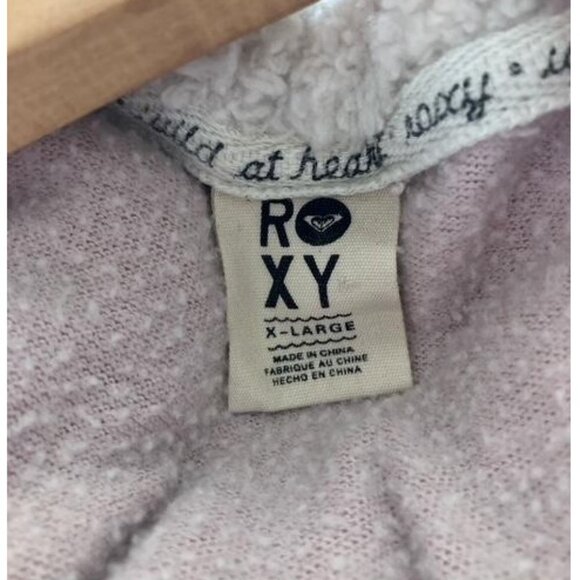 wild at heart roxy •
ROXY
X-LARGE
MADE IN CHINA
FABRIQUE AU CHINE
HECHO EN CHINA